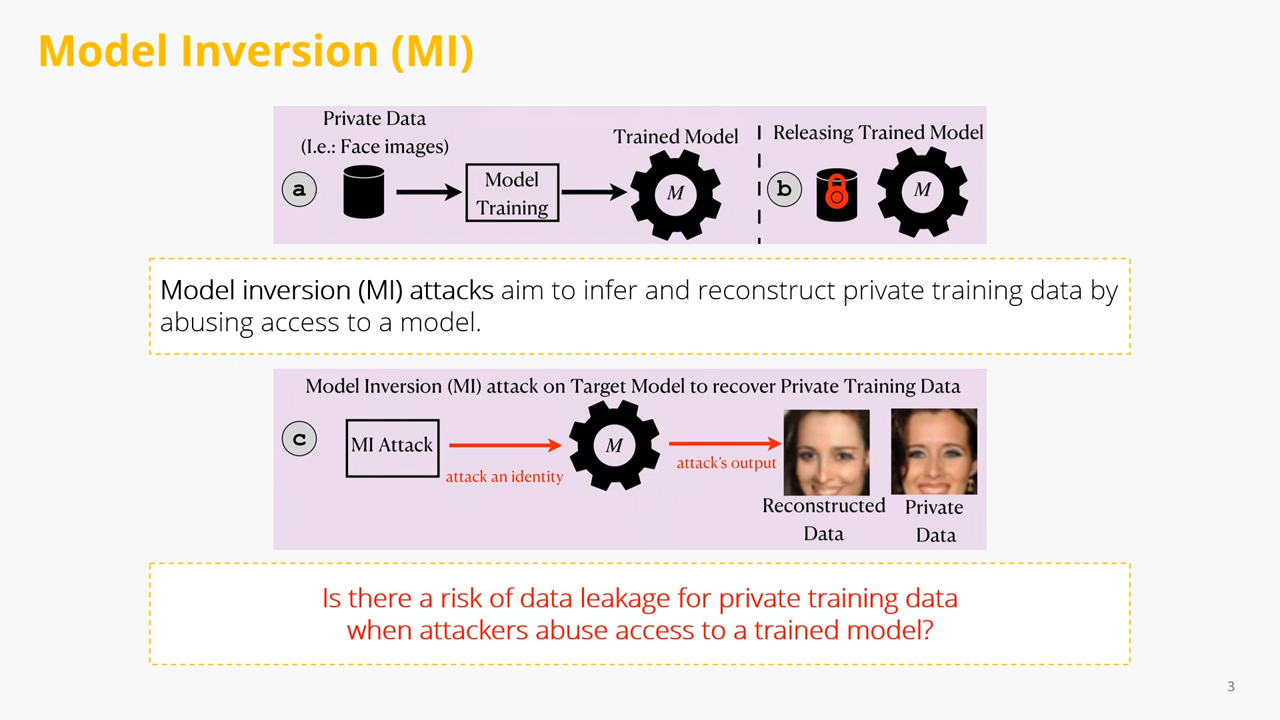 Model Inversion (MI)
Private Data
(I.e.: Face images)
a
Model
Training
Trained Model
M
Releasing Trained Model
b
M
Model inversion (MI) attacks aim to infer and reconstruct private training data by
abusing access to a model.
Model Inversion (MI) attack on Target Model to recover Private Training Data
c
MI Attack
attack an identity
M
attack's output
Reconstructed
Data
Private
Data
Is there a risk of data leakage for private training data
when attackers abuse access to a trained model?
3